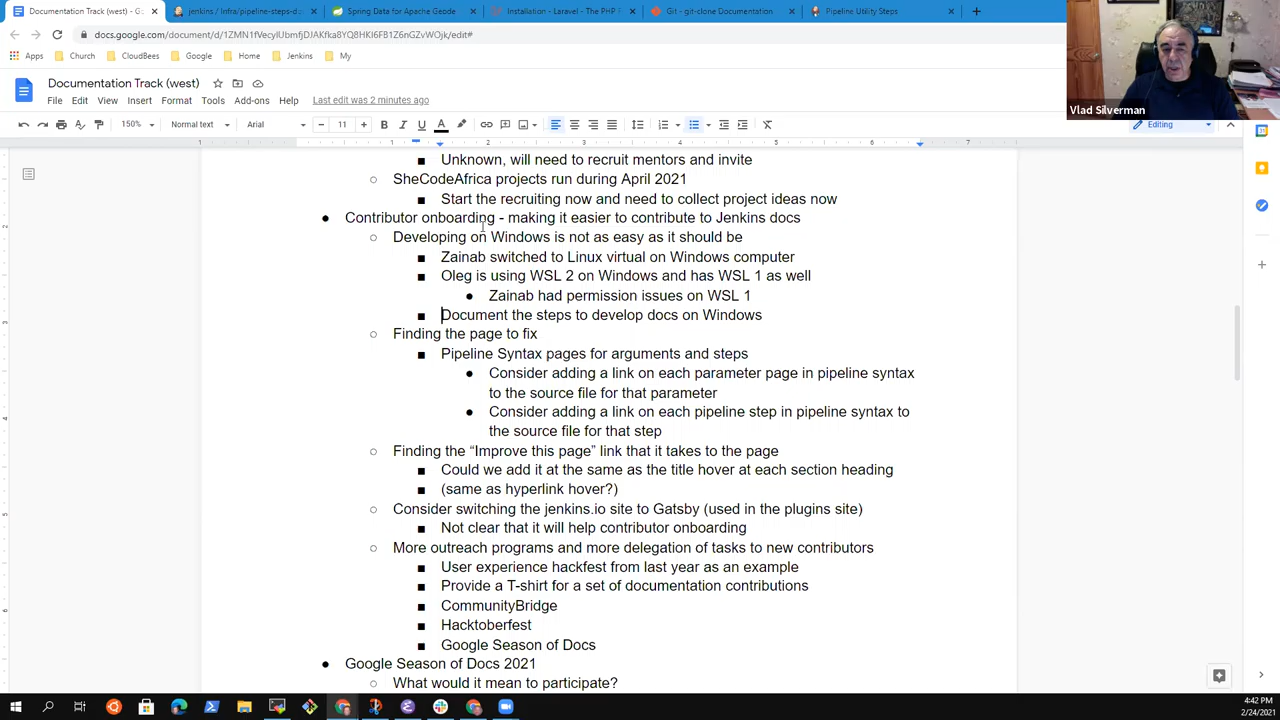 Documentation Track (west) - Go
jenkins / Infra/pipeline-steps-d
Spring Data for Apache Geode
Installation - Laravel - The PHP F
Git - git-clone Documentation
Pipeline Utility Steps
docs.google.com/document/d/1ZMN1fVecylUbmfjDJAKfka8YQ8HKI6FB1Z6nGZvWOjk/edit#
Apps
Church
CloudBees
Google
Home
Jenkins
My
Documentation Track (west)
File Edit View Insert Format Tools Add-ons Help Last edit was 2 minutes ago
150% Normal text Arial 11
Editing
Vlad Silverman
1 1 2 3 4 5 6 7
■ Unknown, will need to recruit mentors and invite
○ SheCodeAfrica projects run during April 2021
■ Start the recruiting now and need to collect project ideas now
● Contributor onboarding - making it easier to contribute to Jenkins docs
○ Developing on Windows is not as easy as it should be
■ Zainab switched to Linux virtual on Windows computer
■ Oleg is using WSL 2 on Windows and has WSL 1 as well
● Zainab had permission issues on WSL 1
■ Document the steps to develop docs on Windows
○ Finding the page to fix
■ Pipeline Syntax pages for arguments and steps
● Consider adding a link on each parameter page in pipeline syntax
to the source file for that parameter
● Consider adding a link on each pipeline step in pipeline syntax to
the source file for that step
○ Finding the “Improve this page” link that it takes to the page
■ Could we add it at the same as the title hover at each section heading
■ (same as hyperlink hover?)
○ Consider switching the jenkins.io site to Gatsby (used in the plugins site)
■ Not clear that it will help contributor onboarding
○ More outreach programs and more delegation of tasks to new contributors
■ User experience hackfest from last year as an example
■ Provide a T-shirt for a set of documentation contributions
■ CommunityBridge
■ Hacktoberfest
■ Google Season of Docs
● Google Season of Docs 2021
○ What would it mean to participate?
4:42 PM
2/24/2021